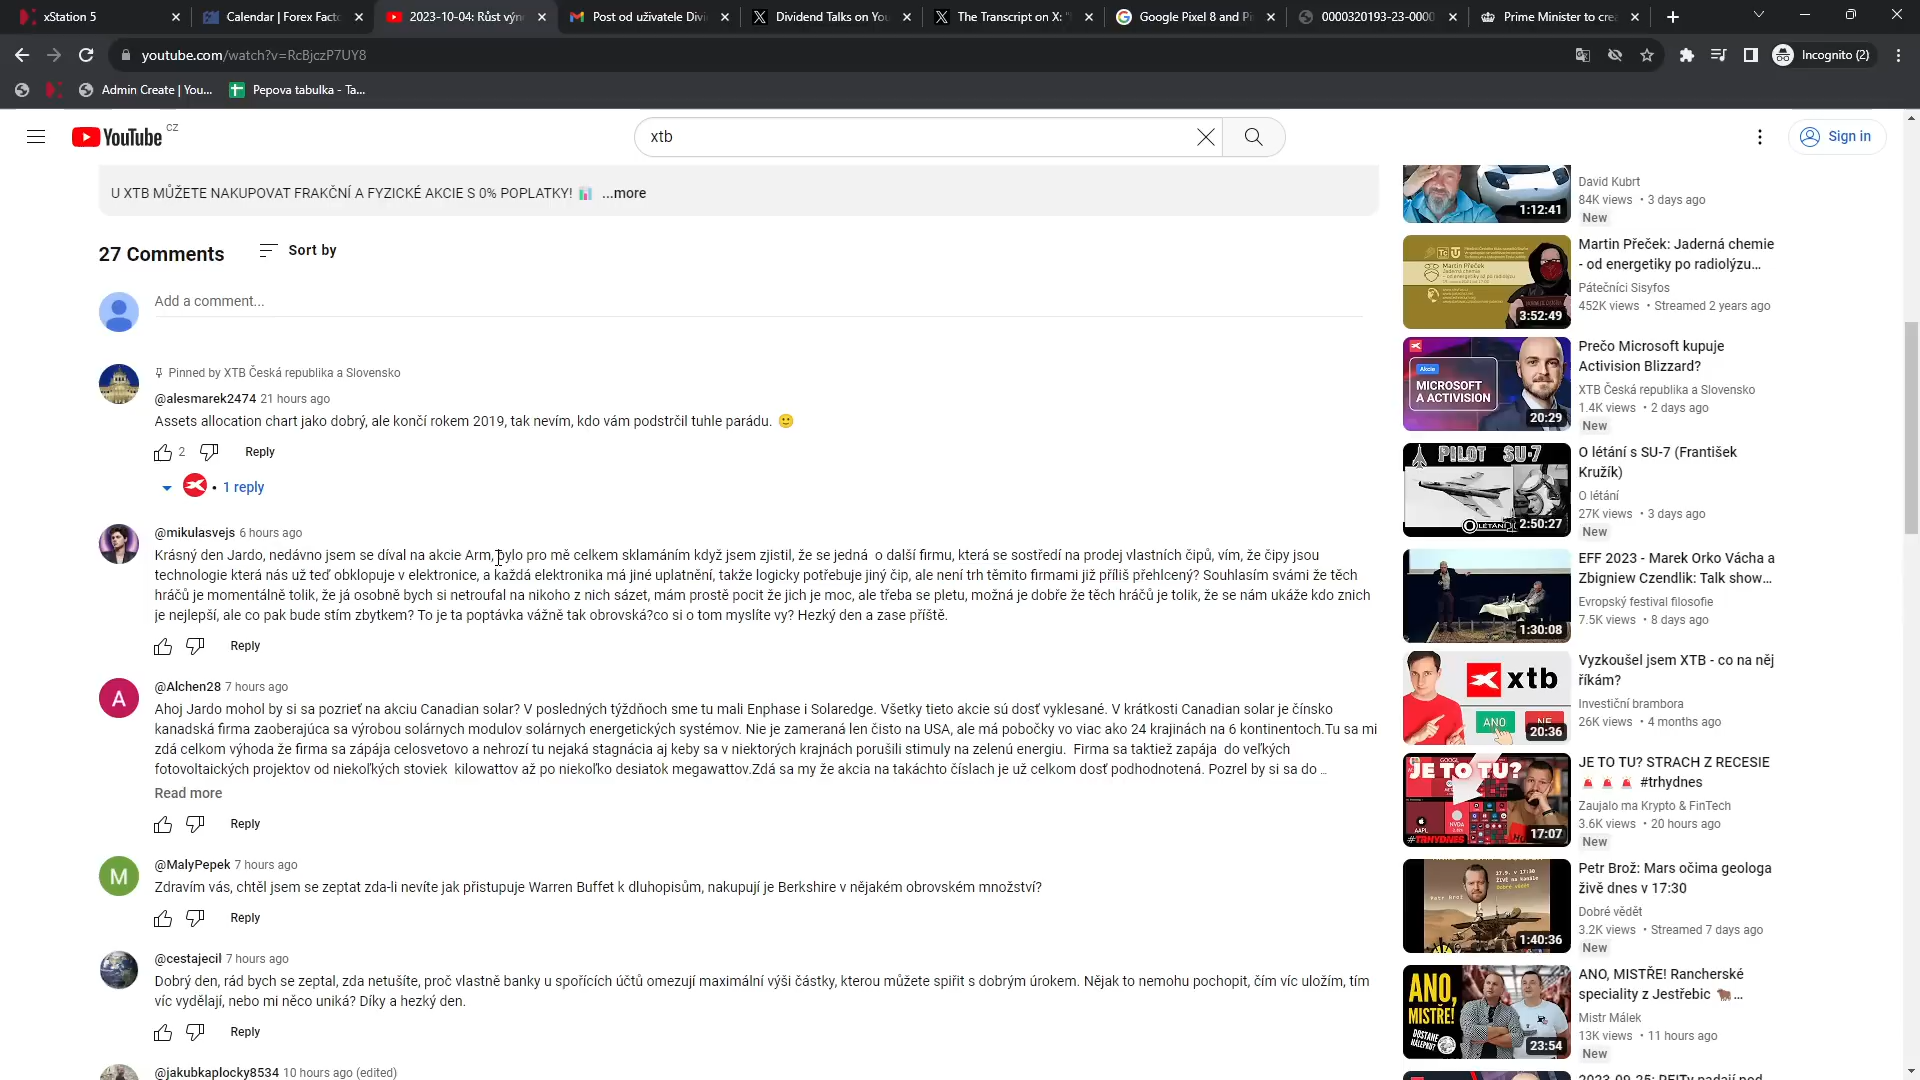 xStation 5
Calendar | Forex Facto
2023-10-04: Růst výn
Post od uživatele Divi
Dividend Talks on You
The Transcript on X: "
Google Pixel 8 and Pi
0000320193-23-0000
Prime Minister to crea
youtube.com/watch?v=RcBjczP7UY8
Incognito (2)
Admin Create | You...
Pepova tabulka - Ta...
YouTube CZ
xtb
Sign in
U XTB MŮŽETE NAKUPOVAT FRAKČNÍ A FYZICKÉ AKCIE S 0% POPLATKY! 📊 ...more
27 Comments
Sort by
Add a comment...
Pinned by XTB Česká republika a Slovensko
@alesmarek2474 21 hours ago
Assets allocation chart jako dobrý, ale končí rokem 2019, tak nevím, kdo vám podstrčil tuhle parádu. 🙂
2
Reply
1 reply
@mikulasvejs 6 hours ago
Krásný den Jardo, nedávno jsem se díval na akcie Arm, bylo pro mě celkem sklamáním když jsem zjistil, že se jedná o další firmu, která se sostředí na prodej vlastních čipů, vím, že čipy jsou
technologie která nás už teď obklopuje v elektronice, a každá elektronika má jiné uplatnění, takže logicky potřebuje jiný čip, ale není trh těmito firmami již příliš přehlcený? Souhlasím svámi že těch
hráčů je momentálně tolik, že já osobně bych si netroufal na nikoho z nich sázet, mám prostě pocit že jich je moc, ale třeba se pletu, možná je dobře že těch hráčů je tolik, že se nám ukáže kdo znich
je nejlepší, ale co pak bude stím zbytkem? To je ta poptávka vážně tak obrovská?co si o tom myslíte vy? Hezký den a zase příště.
Reply
A
@Alchen28 7 hours ago
Ahoj Jardo mohol by si sa pozrieť na akciu Canadian solar? V posledných týždňoch sme tu mali Enphase i Solaredge. Všetky tieto akcie sú dosť vyklesané. V krátkosti Canadian solar je čínsko
kanadská firma zaoberajúca sa výrobou solárnych modulov solárnych energetických systémov. Nie je zameraná len čisto na USA, ale má pobočky vo viac ako 24 krajinách na 6 kontinentoch.Tu sa mi
zdá celkom výhoda že firma sa zápája celosvetovo a nehrozí tu nejaká stagnácia aj keby sa v niektorých krajnách porušili stimuly na zelenú energiu. Firma sa taktiež zapája do veľkých
fotovoltaických projektov od niekoľkých stoviek kilowattov až po niekoľko desiatok megawattov.Zdá sa my že akcia na takáchto číslach je už celkom dosť podhodnotená. Pozrel by si sa do ...
Read more
Reply
M
@MalyPepek 7 hours ago
Zdravím vás, chtěl jsem se zeptat zda-li nevíte jak přistupuje Warren Buffet k dluhopisům, nakupují je Berkshire v nějakém obrovském množství?
Reply
@cestajecil 7 hours ago
Dobrý den, rád bych se zeptal, zda netušíte, proč vlastně banky u spořících účtů omezují maximální výši částky, kterou můžete spiřit s dobrým úrokem. Nějak to nemohu pochopit, čím víc uložím, tím
víc vydělají, nebo mi něco uniká? Díky a hezký den.
Reply
@jakubkaplocky8534 10 hours ago (edited)
1:12:41
David Kubrt
84K views • 3 days ago
New
Martin Přeček
3:52:49
Martin Přeček: Jaderná chemie
- od energetiky po radiolýzu...
Pátečníci Sisyfos
452K views • Streamed 2 years ago
Akcie
MICROSOFT
A ACTIVISION
20:29
Prečo Microsoft kupuje
Activision Blizzard?
XTB Česká republika a Slovensko
1.4K views • 2 days ago
New
PILOT SU-7
O LÉTÁNÍ
2:50:27
O létání s SU-7 (František
Kružík)
O létání
27K views • 3 days ago
New
1:30:08
EFF 2023 - Marek Orko Vácha a
Zbigniew Czendlik: Talk show...
Evropský festival filosofie
7.5K views • 8 days ago
xtb
ANO
NE
20:36
Vyzkoušel jsem XTB - co na něj
říkám?
Investiční brambora
26K views • 4 months ago
JE TO TU?
GOOGL
AAPL
NVDA
#TRHYDNES
17:07
JE TO TU? STRACH Z RECESIE
🚨 🚨 🚨 #trhydnes
Zaujalo ma Krypto & FinTech
3.6K views • 20 hours ago
New
27.9. v 17:30
Petr Brož
1:40:36
Petr Brož: Mars očima geologa
živě dnes v 17:30
Dobré vědět
3.2K views • Streamed 7 days ago
New
ANO,
MISTŘE!
DOSTANE
NÁLEPKU?
23:54
ANO, MISTŘE! Rancherské
speciality z Jestřebic 🐂...
Mistr Málek
13K views • 11 hours ago
New